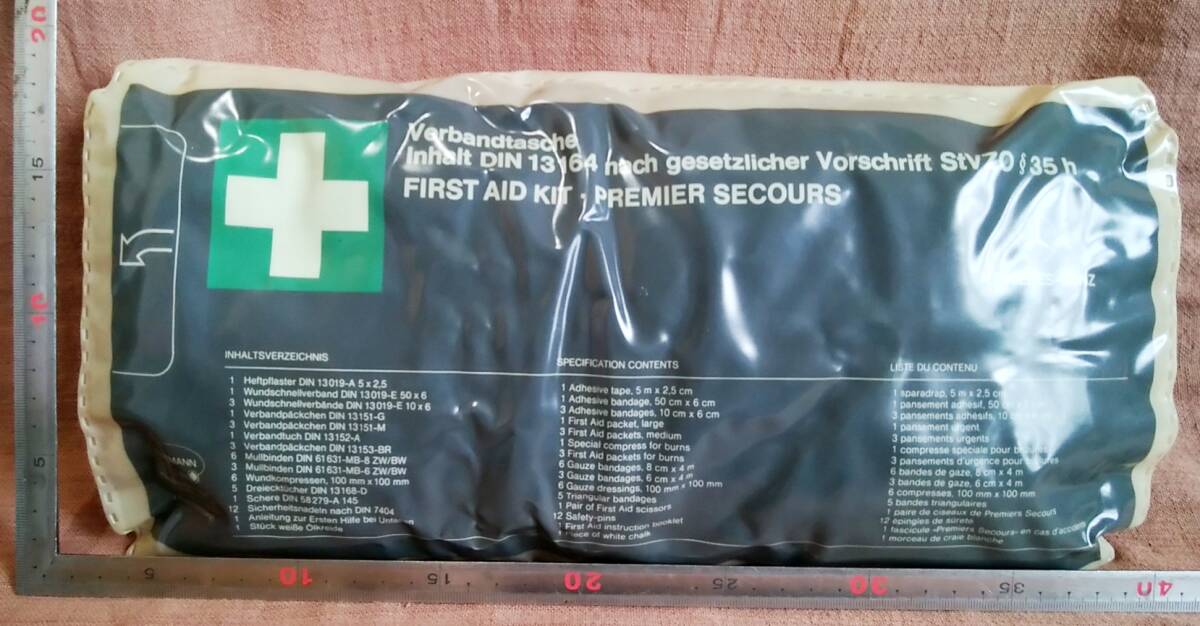 Verbandtasche
Inhalt DIN 13164 nach gesetzlicher Vorschrift StVZO § 35 h
FIRST AID KIT · PREMIER SECOURS
INHALTSVERZEICHNIS
1 Heftpflaster DIN 13019-A 5 x 2,5
1 Wundschnellverband DIN 13019-E 50 x 6
3 Wundschnellverbände DIN 13019-E 10 x 6
1 Verbandpäckchen DIN 13151-G
3 Verbandpäckchen DIN 13151-M
1 Verbandtuch DIN 13152-A
3 Verbandpäckchen DIN 13153-BR
6 Mullbinden DIN 61631-MB-8 ZW/BW
3 Mullbinden DIN 61631-MB-6 ZW/BW
6 Wundkompressen, 100 mm x 100 mm
5 Dreiecktücher DIN 13168-D
1 Schere DIN 58279-A 145
12 Sicherheitsnadeln nach DIN 7404
1 Anleitung zur Ersten Hilfe bei
1 Stück weiße Ölkreide
SPECIFICATION CONTENTS
1 Adhesive tape, 5 m x 2,5 cm
1 Adhesive bandage, 50 cm x 6 cm
3 Adhesive bandages, 10 cm x 6 cm
1 First Aid packet, large
3 First Aid packets, medium
1 Special compress for burns
3 First Aid packets for burns
6 Gauze bandages, 8 cm x 4 m
3 Gauze bandages, 6 cm x 4 m
6 Gauze dressings, 100 mm x 100 mm
5 Triangular bandages
1 Pair of First Aid scissors
12 Safety-pins
1 First Aid instruction booklet
1 Piece of white chalk
LISTE DU CONTENU
1 sparadrap, 5 m x 2,5 cm
1 pansement adhésif, 50
3 pansements adhésifs, 10
1 pansement urgent
3 pansements urgents
1 compresse spéciale pour
3 pansements d'urgence pour
6 bandes de gaze, 8 cm x 4 m
3 bandes de gaze, 6 cm x 4 m
6 compresses, 100 mm x 100 mm
5 bandes triangulaires
1 paire de ciseaux de Premiers Secours
12 épingles de sûreté
1 fascicule «Premiers Secours» en cas d'accident
1 morceau de craie blanche
20
15
10
5
5
10
15
20
25
30
35
40